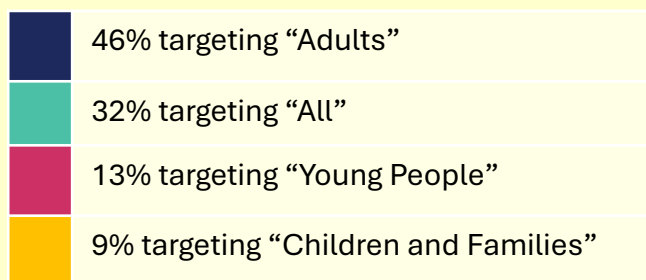 46% targeting “Adults”
32% targeting “All”
13% targeting “Young People”
9% targeting “Children and Families”